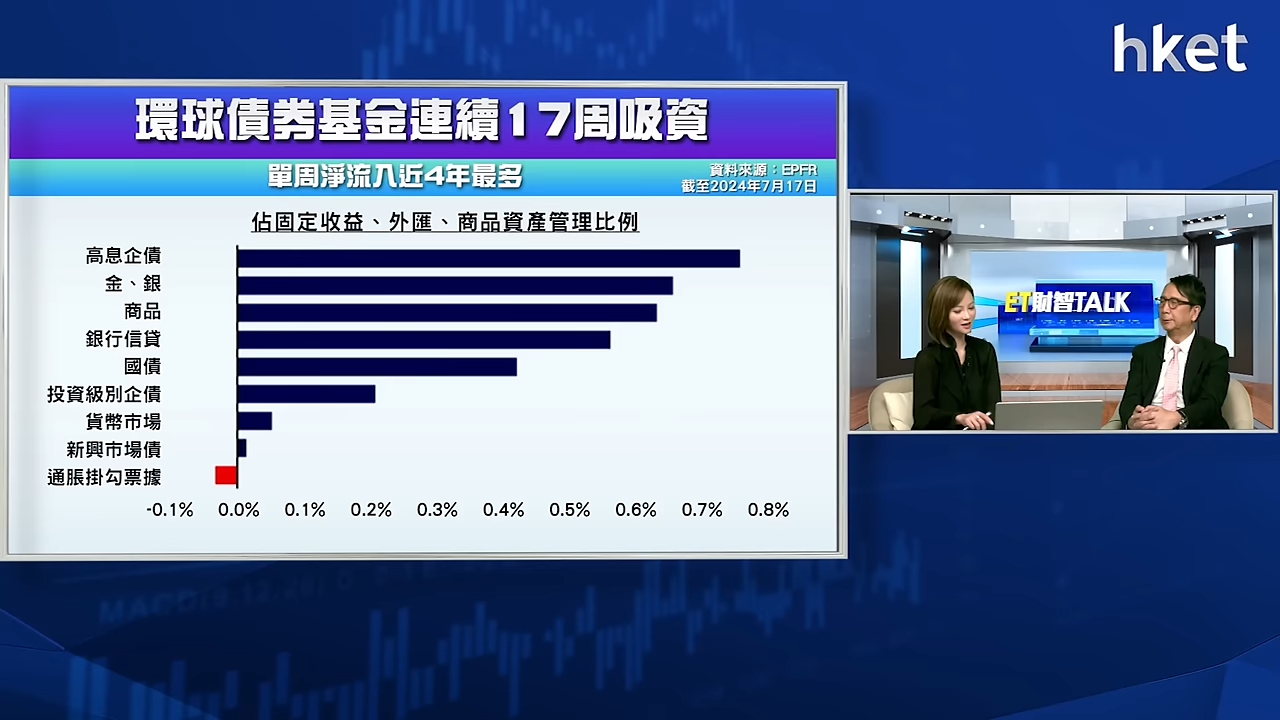 hket
環球債券基金連續17周吸資
單周淨流入近4年最多
資料來源：EPFR
截至2024年7月17日
佔固定收益、外匯、商品資產管理比例
高息企債
金、銀
商品
銀行信貸
國債
投資級別企債
貨幣市場
新興市場債
通脹掛勾票據
-0.1% 0.0% 0.1% 0.2% 0.3% 0.4% 0.5% 0.6% 0.7% 0.8%
ET財智TALK
MACD(9.12.26) 0